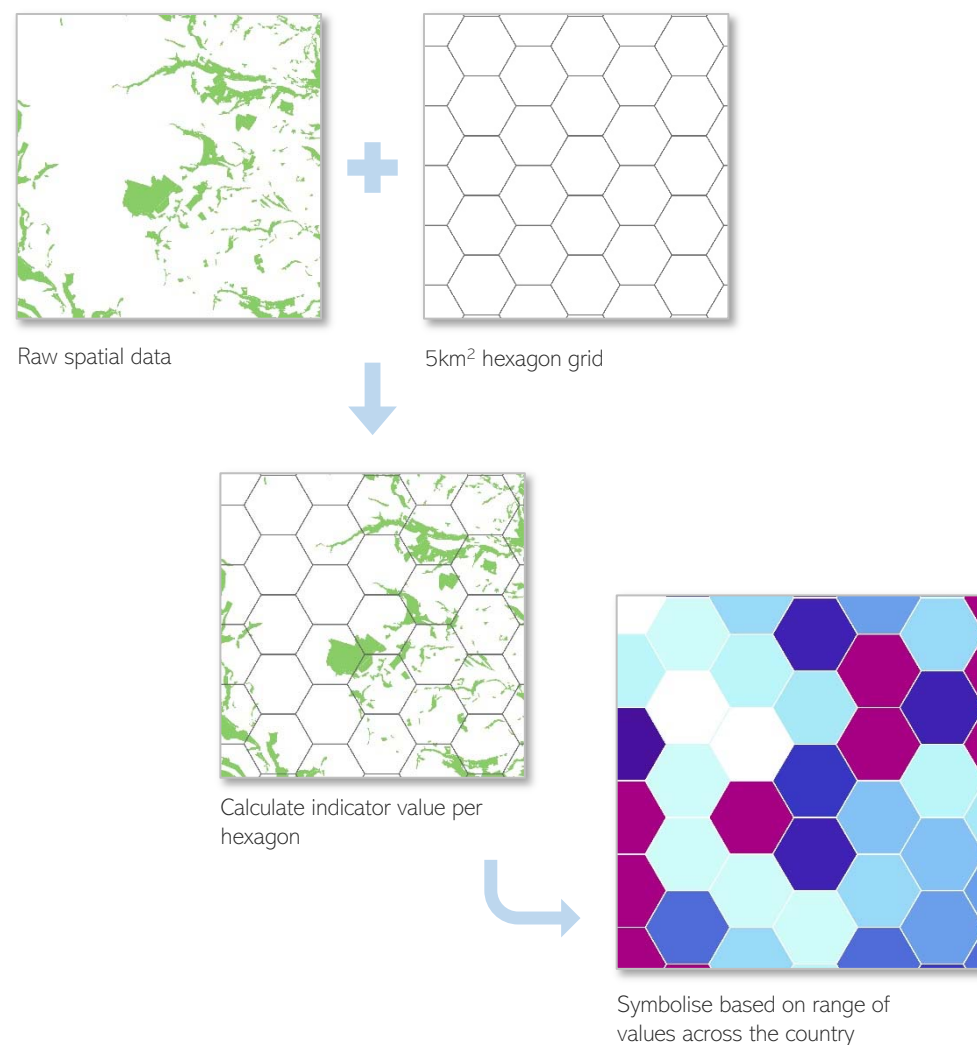 Raw spatial data
5km² hexagon grid
Calculate indicator value per
hexagon
Symbolise based on range of
values across the country